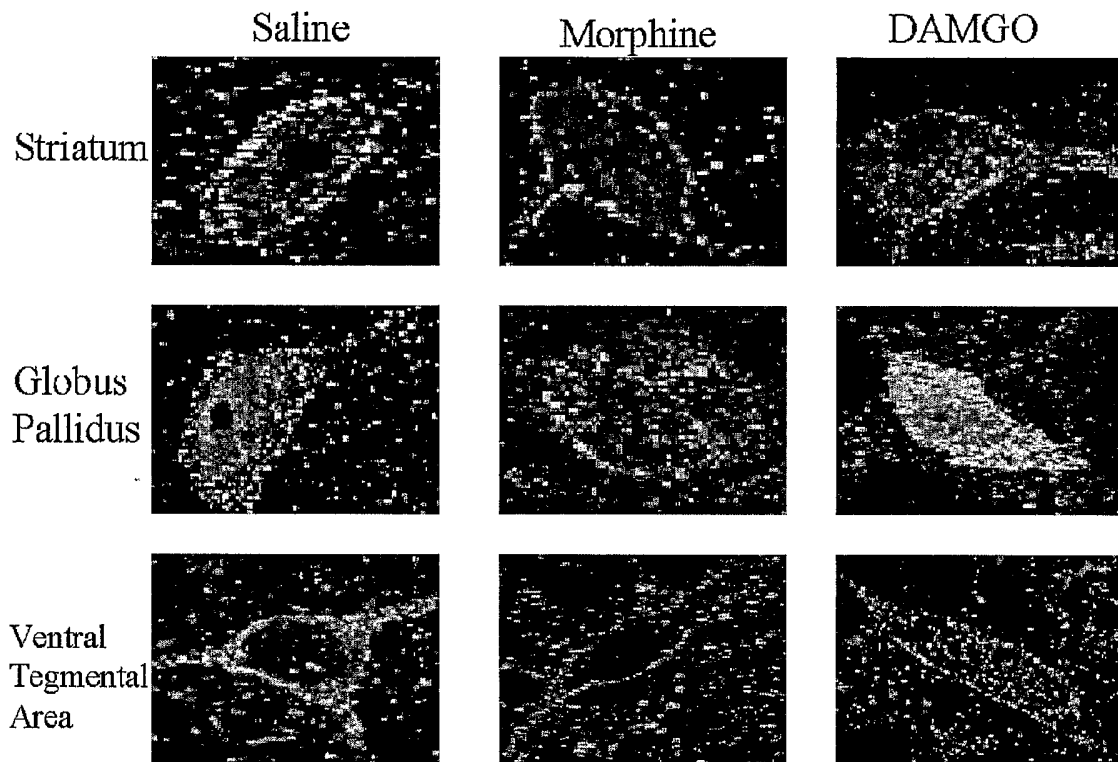 Saline
Morphine
DAMGO
Striatum
Globus
Pallidus
Ventral
Tegmental
Area